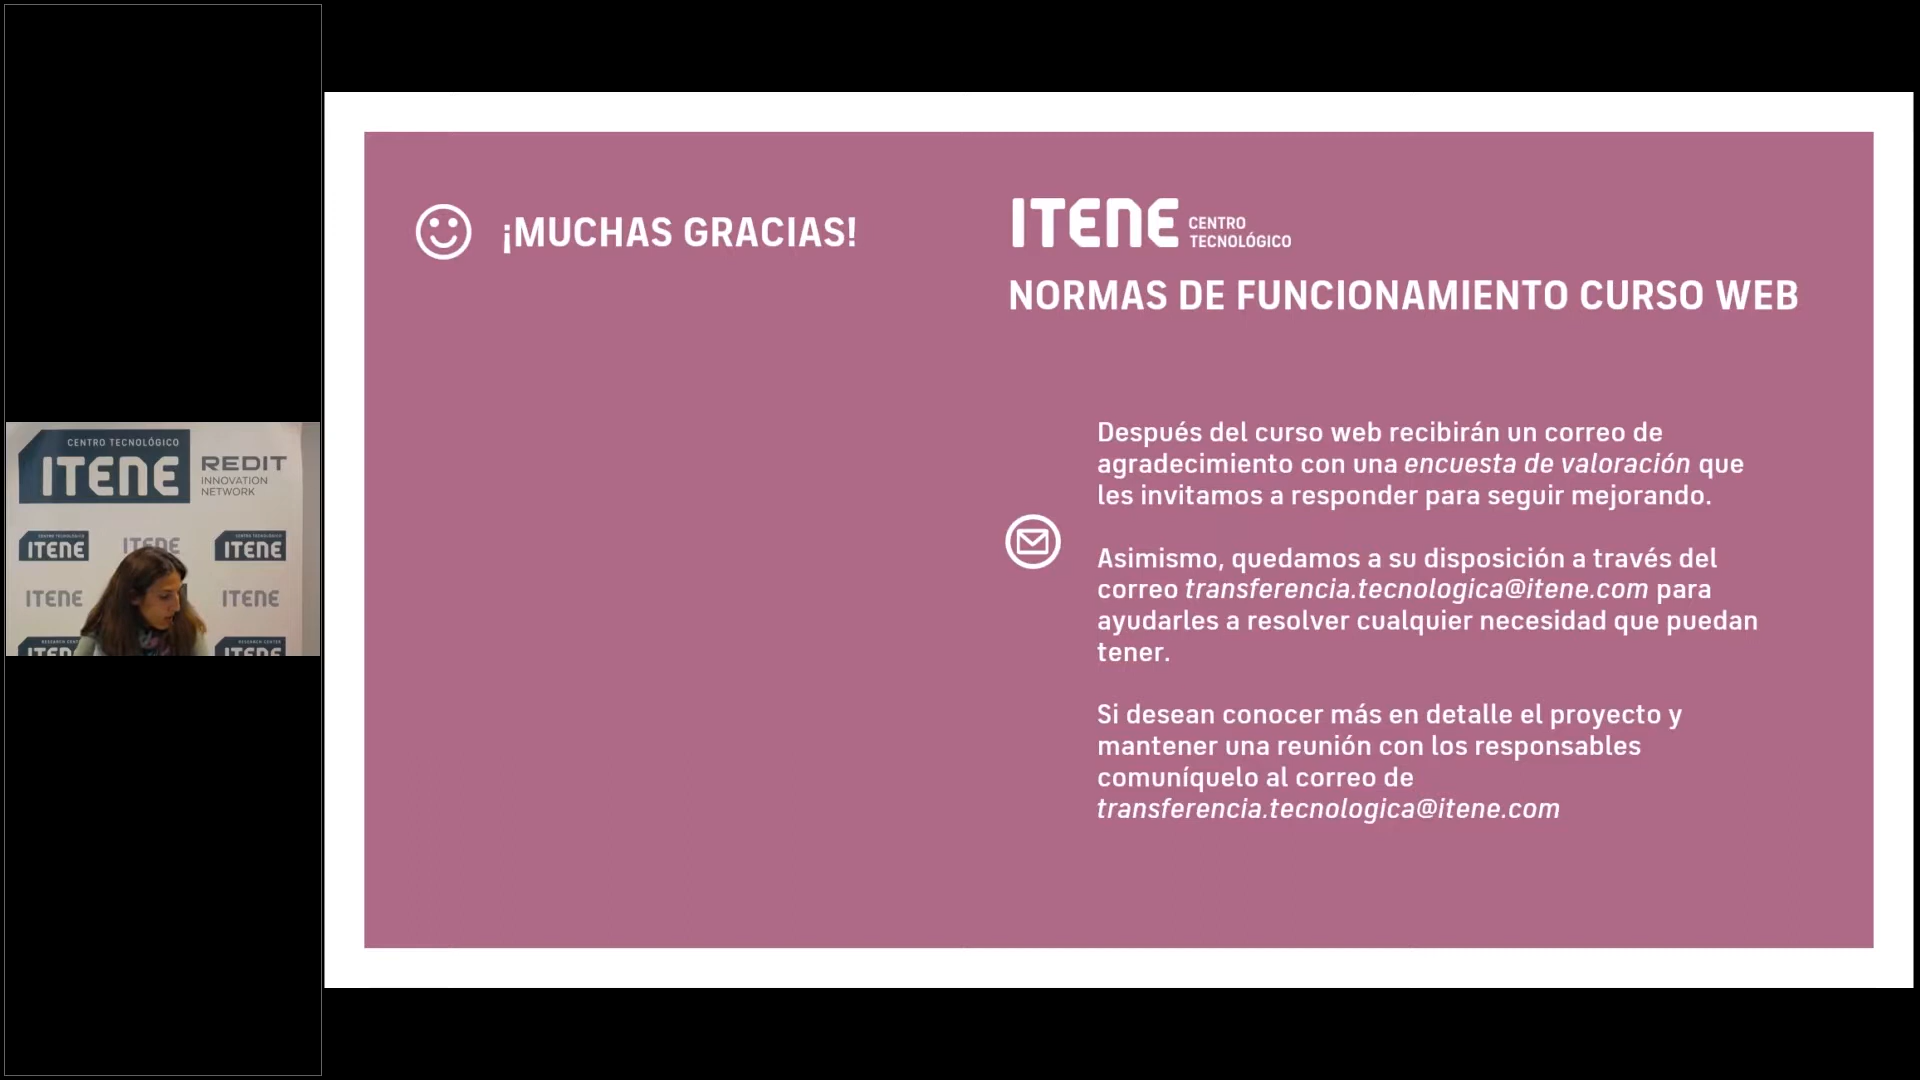 CENTRO TECNOLÓGICO
ITENE
REDIT
INNOVATION
NETWORK
ITENE
ITENE
ITENE
ITENE
ITENE
RESEARCH CENTER
¡MUCHAS GRACIAS!
ITENE CENTRO
TECNOLÓGICO
NORMAS DE FUNCIONAMIENTO CURSO WEB
Después del curso web recibirán un correo de
agradecimiento con una encuesta de valoración que
les invitamos a responder para seguir mejorando.
Asimismo, quedamos a su disposición a través del
correo transferencia.tecnologica@itene.com para
ayudarles a resolver cualquier necesidad que puedan
tener.
Si desean conocer más en detalle el proyecto y
mantener una reunión con los responsables
comuníquelo al correo de
transferencia.tecnologica@itene.com